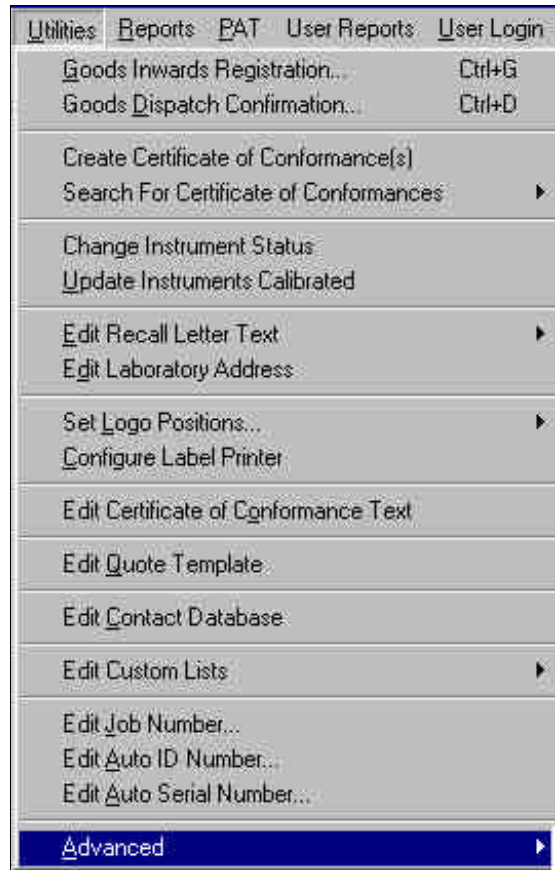 Utilities Reports PAT User Reports User Login
Goods Inwards Registration... Ctrl+G
Goods Dispatch Confirmation... Ctrl+D
Create Certificate of Conformance(s)
Search For Certificate of Conformances
Change Instrument Status
Update Instruments Calibrated
Edit Recall Letter Text
Edit Laboratory Address
Set Logo Positions...
Configure Label Printer
Edit Certificate of Conformance Text
Edit Quote Template
Edit Contact Database
Edit Custom Lists
Edit Job Number...
Edit Auto ID Number...
Edit Auto Serial Number...
Advanced